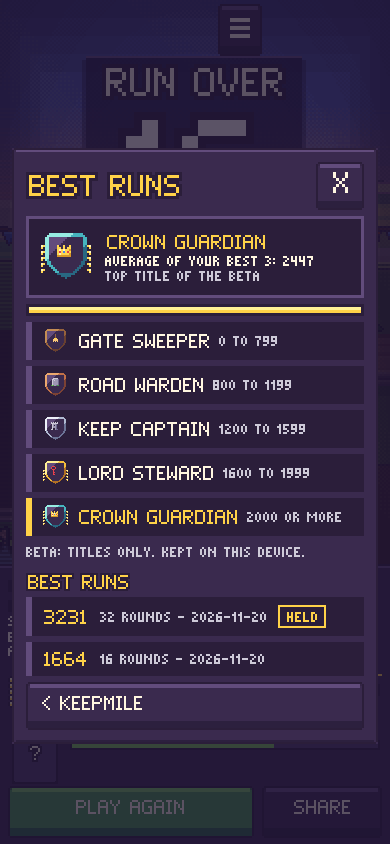 RUN OVER
BEST RUNS
X
CROWN GUARDIAN
AVERAGE OF YOUR BEST 3: 2447
TOP TITLE OF THE BETA
GATE SWEEPER 0 TO 799
ROAD WARDEN 800 TO 1199
KEEP CAPTAIN 1200 TO 1599
LORD STEWARD 1600 TO 1999
CROWN GUARDIAN 2000 OR MORE
BETA: TITLES ONLY. KEPT ON THIS DEVICE.
BEST RUNS
3231 32 ROUNDS - 2026-11-20 HELD
1664 16 ROUNDS - 2026-11-20
< KEEPMILE
?
PLAY AGAIN SHARE